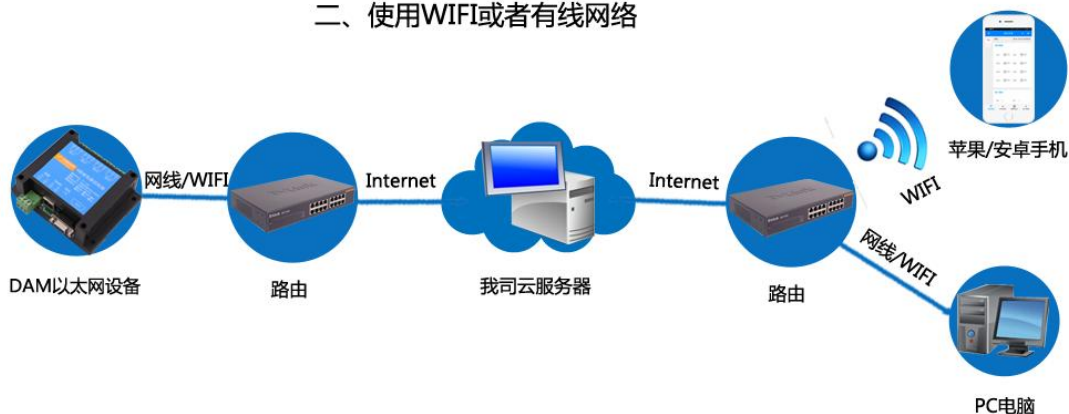 二、使用WIFI或者有线网络
网线/WIFI
Internet
Internet
WIFI
苹果/安卓手机
网线/WIFI
DAM以太网设备
路由
我司云服务器
路由
PC电脑